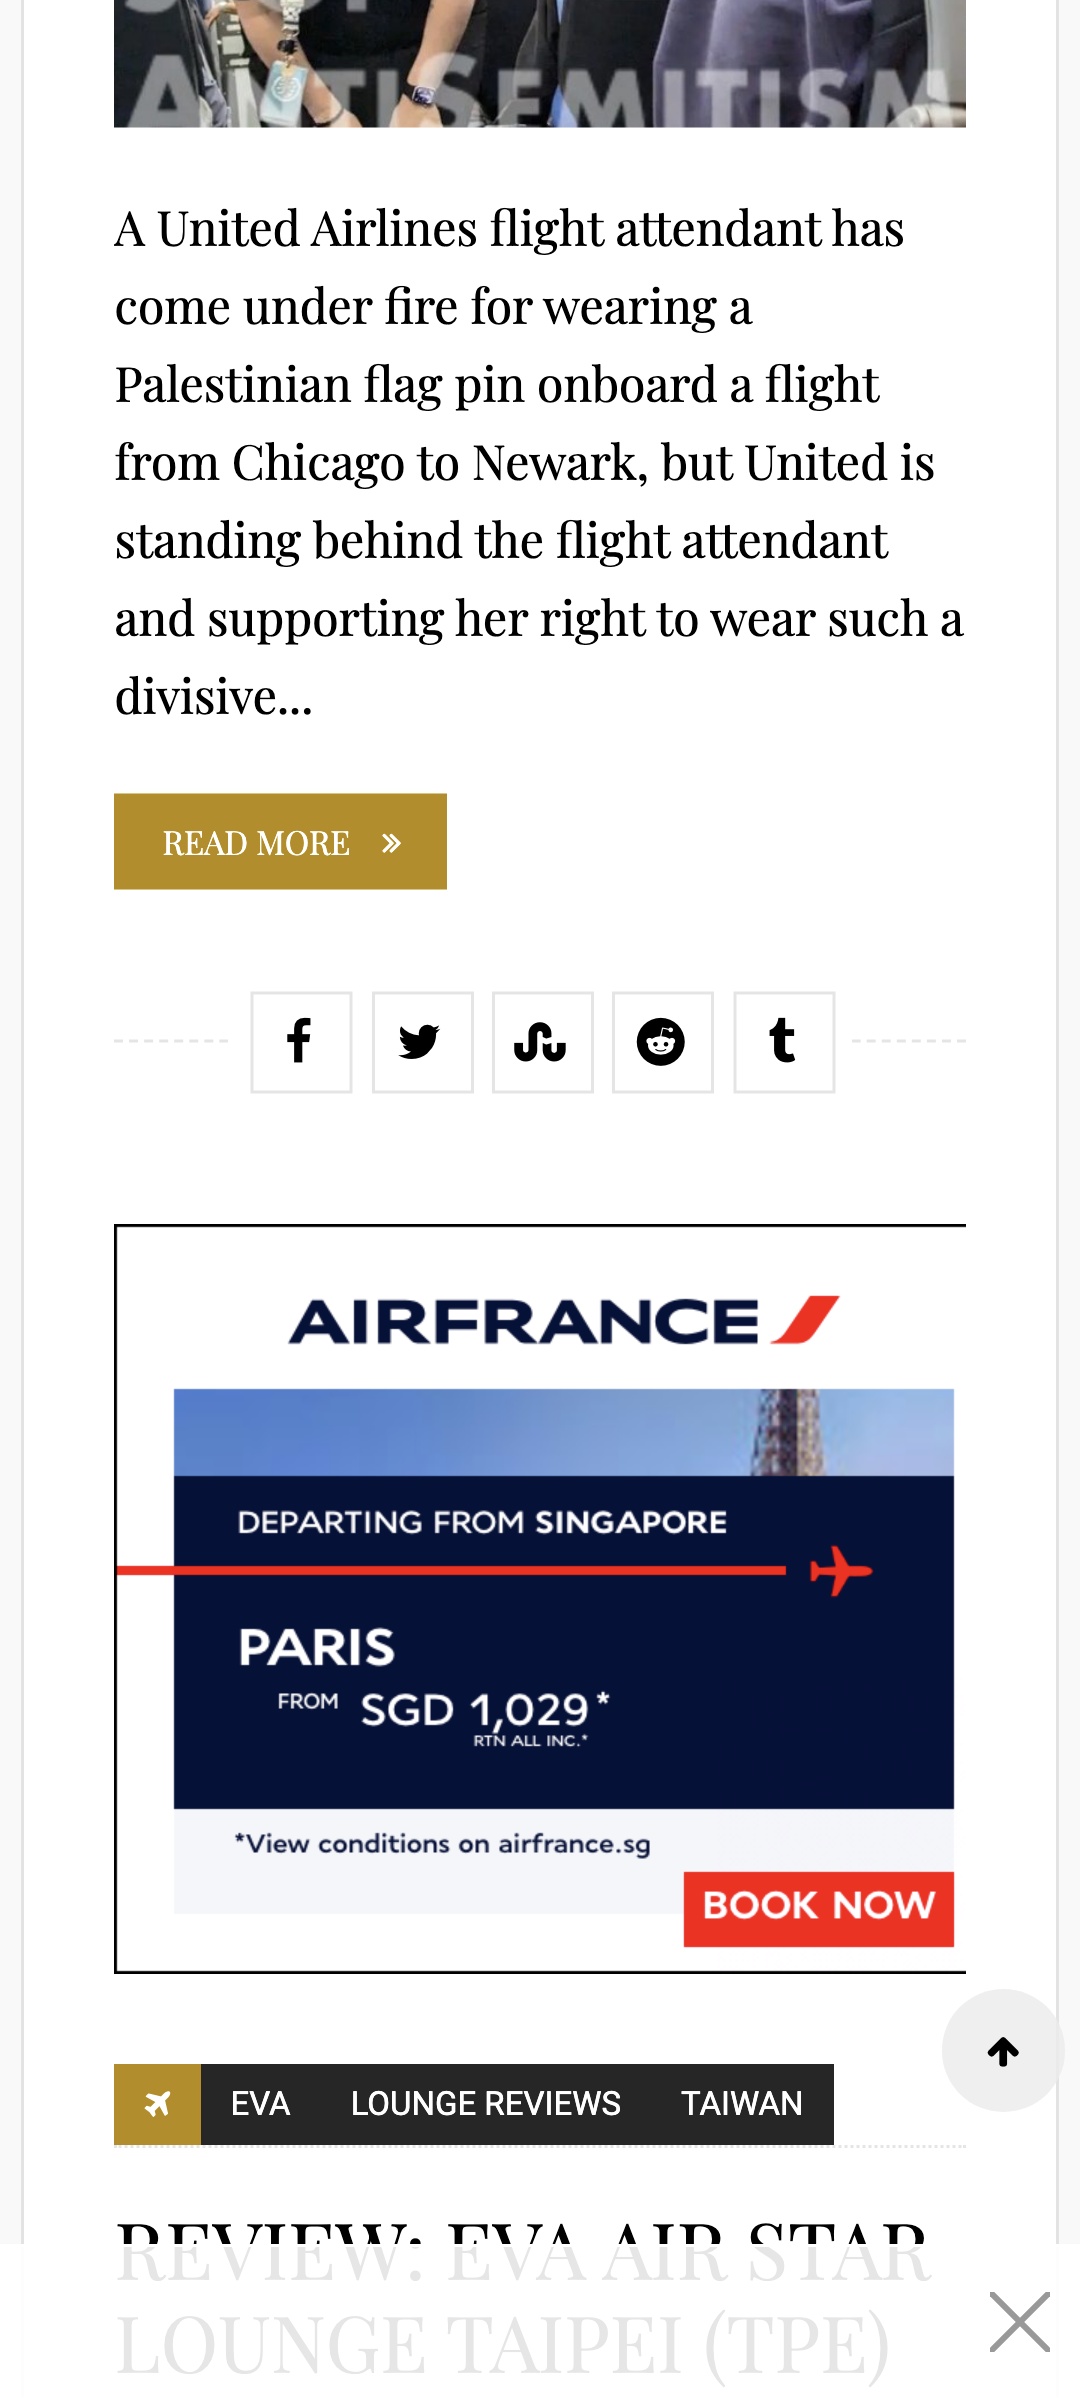 ANTISEMITISM
A United Airlines flight attendant has
come under fire for wearing a
Palestinian flag pin onboard a flight
from Chicago to Newark, but United is
standing behind the flight attendant
and supporting her right to wear such a
divisive...
READ MORE »
AIRFRANCE
DEPARTING FROM SINGAPORE
PARIS
FROM SGD 1,029*
RTN ALL INC.*
*View conditions on airfrance.sg
BOOK NOW
EVA LOUNGE REVIEWS TAIWAN
REVIEW: EVA AIR STAR
LOUNGE TAIPEI (TPE)